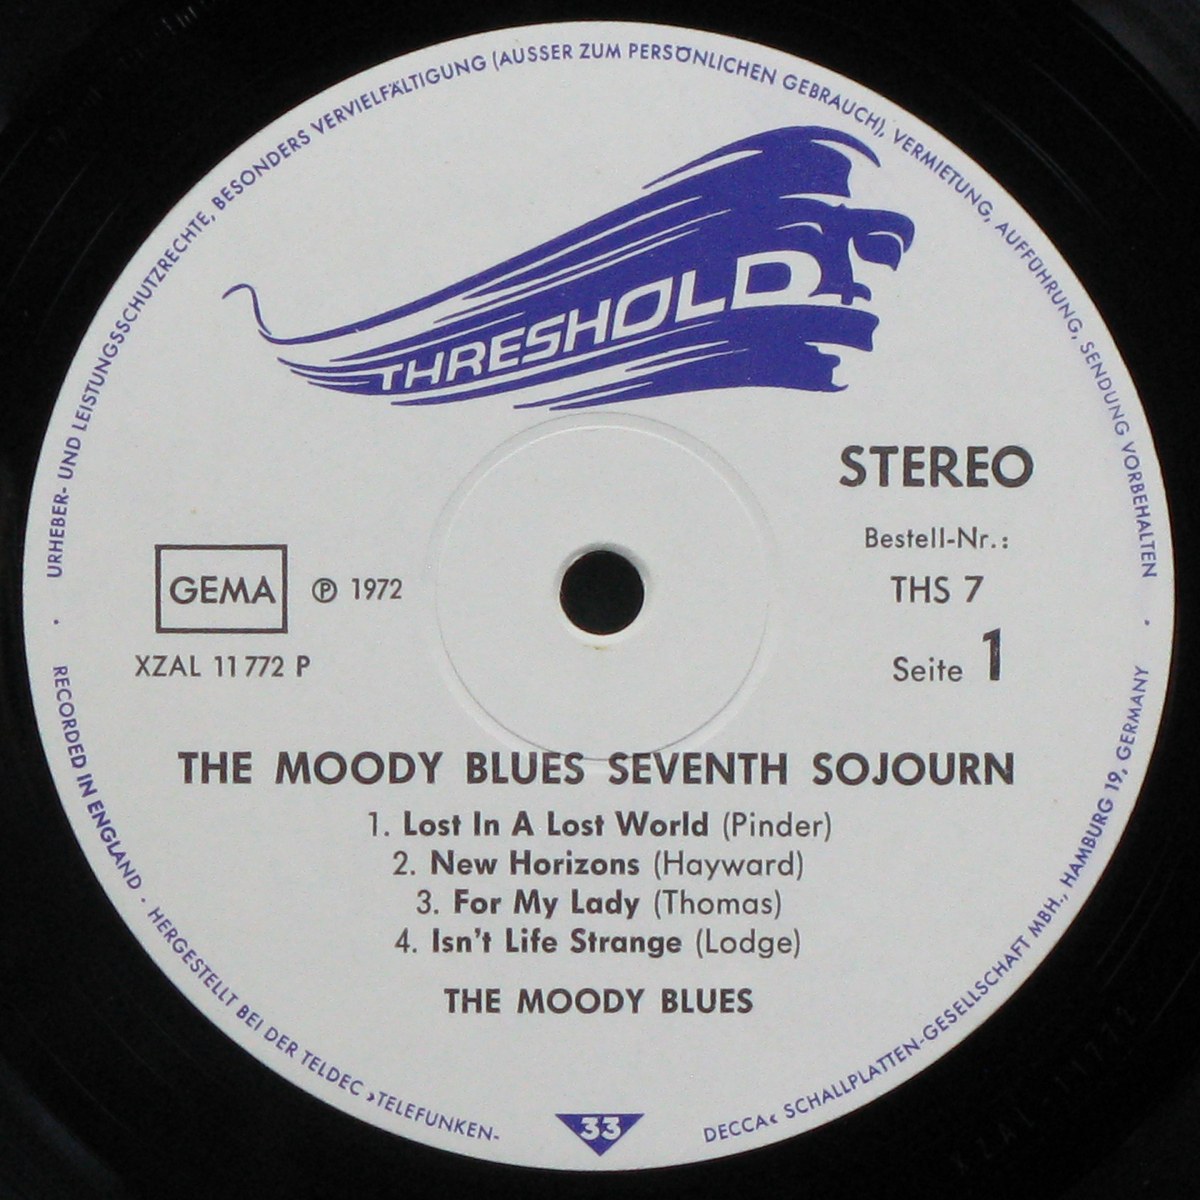 URHEBER- UND LEISTUNGSSCHUTZRECHTE, BESONDERS VERVIELFÄLTIGUNG (AUSSER ZUM PERSÖNLICHEN GEBRAUCH), VERMIETUNG, AUFFÜHRUNG, SENDUNG VORBEHALTEN
THRESHOLD
STEREO
Bestell-Nr.:
THS 7
Seite 1
GEMA ℗ 1972
XZAL 11 772 P
THE MOODY BLUES SEVENTH SOJOURN
1. Lost In A Lost World (Pinder)
2. New Horizons (Hayward)
3. For My Lady (Thomas)
4. Isn't Life Strange (Lodge)
THE MOODY BLUES
33
· RECORDED IN ENGLAND · HERGESTELLT BEI DER TELDEC ›TELEFUNKEN-DECCA‹ SCHALLPLATTEN-GESELLSCHAFT MBH., HAMBURG 19, GERMANY ·